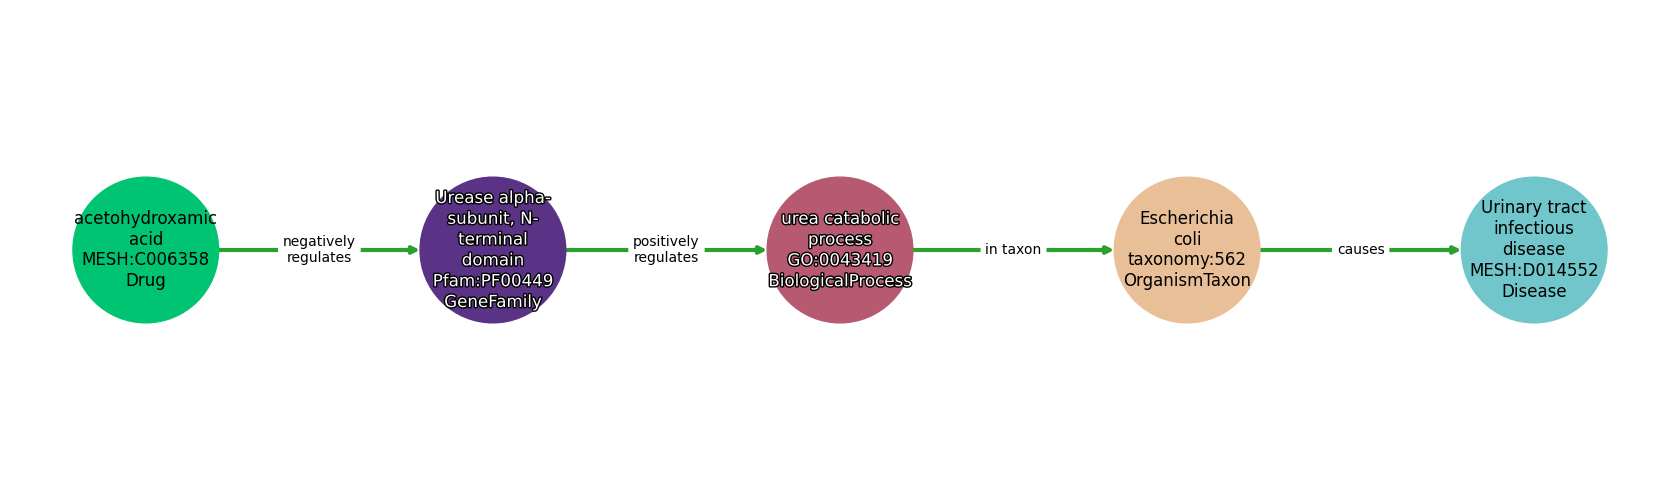 acetohydroxamic
acid
MESH:C006358
Drug
negatively
regulates
Urease alpha-
subunit, N-
terminal
domain
Pfam:PF00449
GeneFamily
positively
regulates
urea catabolic
process
GO:0043419
BiologicalProcess
in taxon
Escherichia
coli
taxonomy:562
OrganismTaxon
causes
Urinary tract
infectious
disease
MESH:D014552
Disease